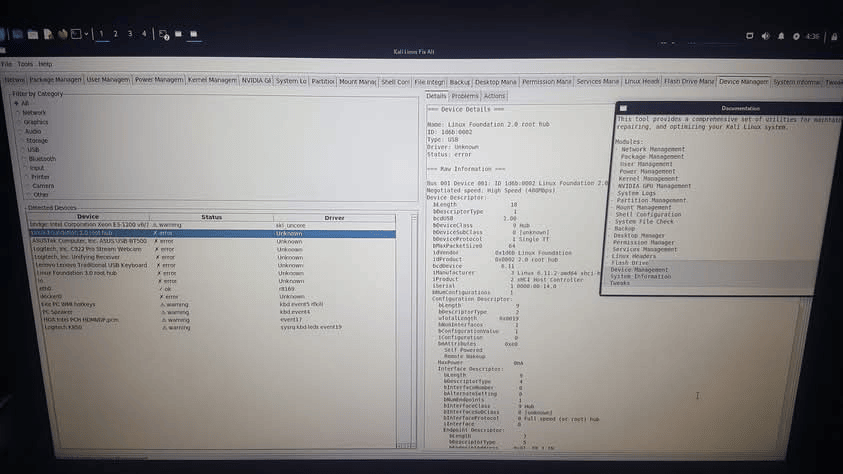 1 2 3 4
4:36
Kali Linux Fix All
File Tools Help
Package Managem User Managem Power Managem Kernel Managem NVIDIA GP System Lo Partitio Mount Manag Shell Conf File Integri Backup Desktop Mana Permission Mana Services Manag Linux Headi Flash Drive Mana Device Managem System Informa Tweak
Filter by Category
All
Network
Graphics
Audio
Storage
USB
Bluetooth
Input
Printer
Camera
Other
Detected Devices
Device Status Driver
bridge: Intel Corporation Xeon E3-1200 v6/7 ⚠ warning skl_uncore
Linux Foundation 2.0 root hub ✗ error Unknown
ASUSTek Computer, Inc. ASUS USB-BT500 ✗ error Unknown
Logitech, Inc. C922 Pro Stream Webcam ✗ error Unknown
Logitech, Inc. Unifying Receiver ✗ error Unknown
Lenovo Lenovo Traditional USB Keyboard ✗ error Unknown
Linux Foundation 3.0 root hub ✗ error Unknown
lo ✗ error Unknown
eth0 ✓ ok r8169
docker0 ✗ error Unknown
Eee PC WMI hotkeys ⚠ warning kbd event5 rfkill
PC Speaker ⚠ warning kbd event4
HDA Intel PCH HDMI/DP,pcm ⚠ warning event17
Logitech K850 ⚠ warning sysrq kbd leds event19
Details Problems Actions
=== Device Details ===
Name: Linux Foundation 2.0 root hub
ID: 1d6b:0002
Type: USB
Driver: Unknown
Status: error
=== Raw Information ===
Bus 001 Device 001: ID 1d6b:0002 Linux Foundation 2.0
Negotiated speed: High Speed (480Mbps)
Device Descriptor:
bLength 18
bDescriptorType 1
bcdUSB 2.00
bDeviceClass 9 Hub
bDeviceSubClass 0 [unknown]
bDeviceProtocol 1 Single TT
bMaxPacketSize0 64
idVendor 0x1d6b Linux Foundation
idProduct 0x0002 2.0 root hub
bcdDevice 6.11
iManufacturer 3 Linux 6.11.2-amd64 xhci-h
iProduct 2 xHCI Host Controller
iSerial 1 0000:00:14.0
bNumConfigurations 1
Configuration Descriptor:
bLength 9
bDescriptorType 2
wTotalLength 0x0019
bNumInterfaces 1
bConfigurationValue 1
iConfiguration 0
bmAttributes 0xe0
Self Powered
Remote Wakeup
MaxPower 0mA
Interface Descriptor:
bLength 9
bDescriptorType 4
bInterfaceNumber 0
bAlternateSetting 0
bNumEndpoints 1
bInterfaceClass 9 Hub
bInterfaceSubClass 0 [unknown]
bInterfaceProtocol 0 Full speed (or root) hub
iInterface 0
Endpoint Descriptor:
bLength 7
bDescriptorType 5
Documentation
This tool provides a comprehensive set of utilities for maintain
repairing, and optimizing your Kali Linux system.
Modules:
- Network Management
- Package Management
- User Management
- Power Management
- Kernel Management
- NVIDIA GPU Management
- System Logs
- Partition Management
- Mount Management
- Shell Configuration
- System File Check
- Backup
- Desktop Manager
- Permission Manager
- Services Management
- Linux Headers
- Flash Drive
- Device Management
- System Information
- Tweaks